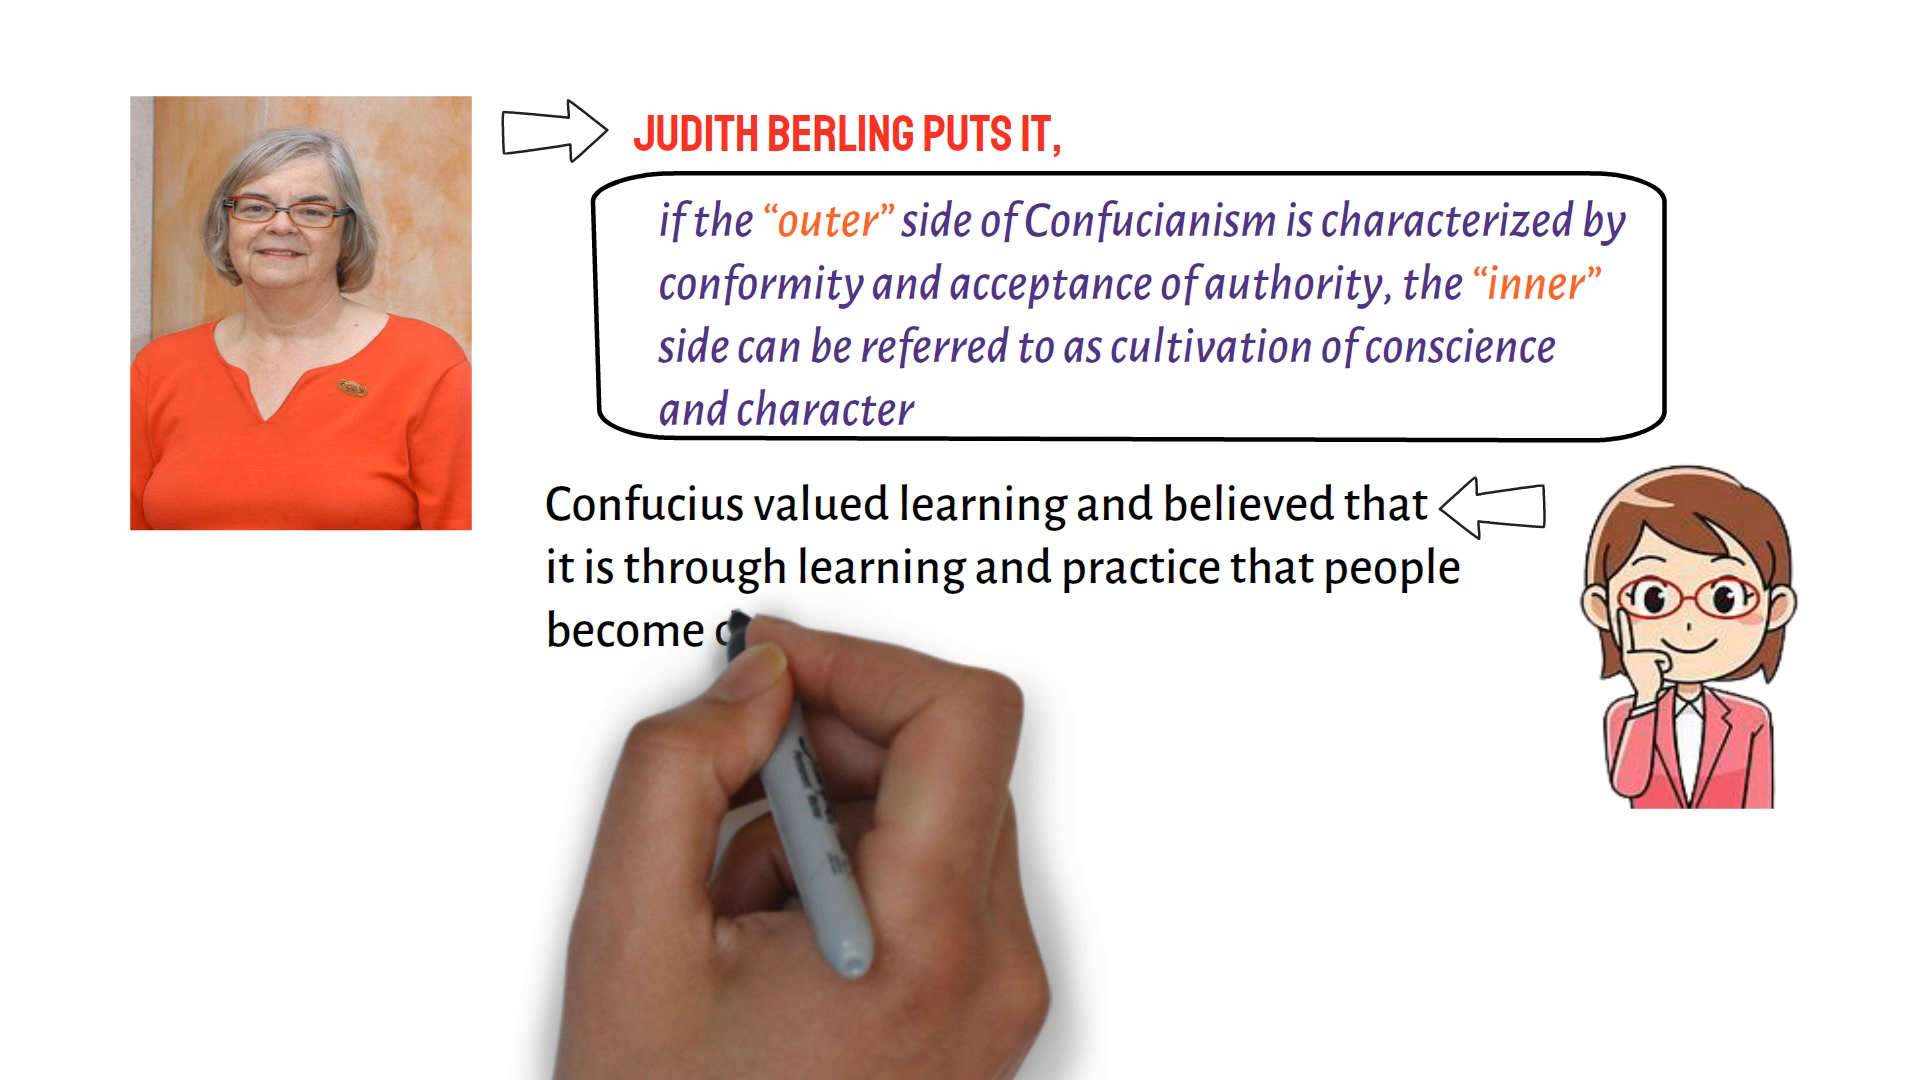 JUDITH BERLING PUTS IT,
if the “outer” side of Confucianism is characterized by
conformity and acceptance of authority, the “inner”
side can be referred to as cultivation of conscience
and character
Confucius valued learning and believed that
it is through learning and practice that people
become